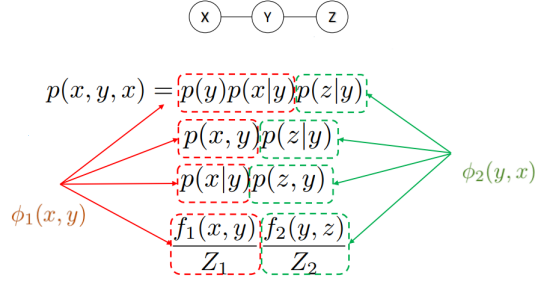 X Y Z
p(x, y, x) = p(y)p(x|y)p(z|y)
p(x, y)p(z|y)
p(x|y)p(z, y)
ϕ₁(x, y)
ϕ₂(y, x)
f₁(x, y) f₂(y, z)
Z₁ Z₂